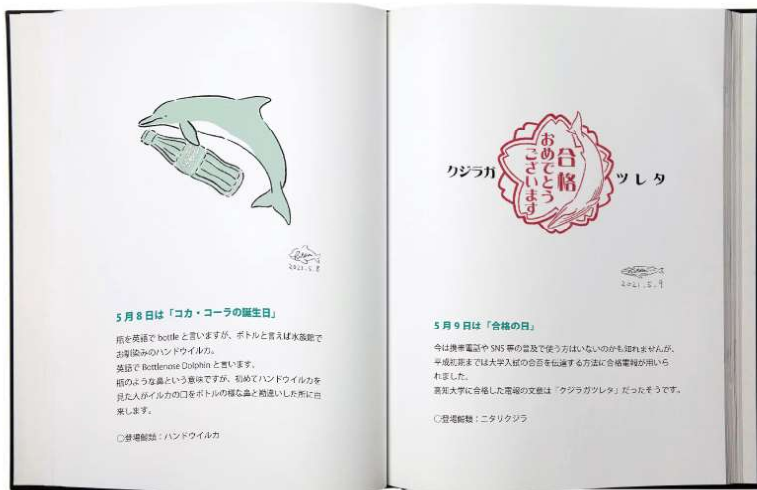 2021.5.8
5月8日は「コカ・コーラの誕生日」
瓶を英語で bottle と言いますが、ボトルと言えば水族館で
お馴染みのハンドウイルカ。
英語で Bottlenose Dolphin と言います。
瓶のような鼻という意味ですが、初めてハンドウイルカを
見た人がイルカの口をボトルの様な鼻と勘違いした所に由
来します。
○登場鯨類：ハンドウイルカ
クジラガ
合格
おめでとう
ございます
ツレタ
2021.5.9
5月9日は「合格の日」
今は携帯電話や SNS 等の普及で使う方はいないのかも知れませんが、
平成初期までは大学入試の合否を伝達する方法に合格電報が用いら
れました。
高知大学に合格した電報の文章は「クジラガツレタ」だったそうです。
○登場鯨類：ニタリクジラ